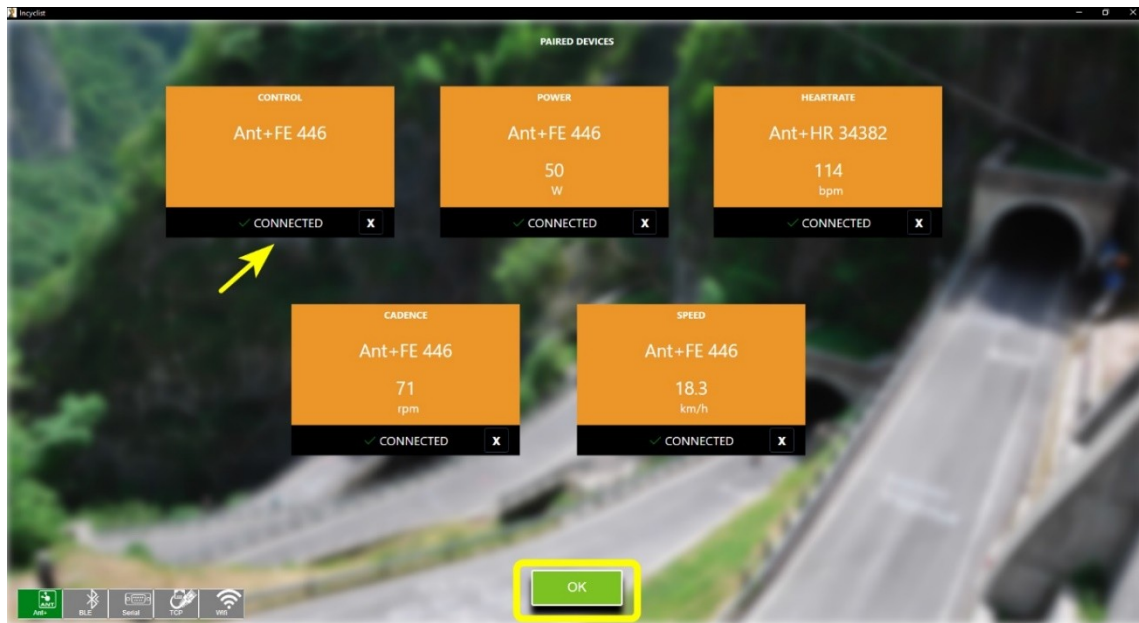 Incyclist
PAIRED DEVICES
CONTROL
Ant+FE 446
CONNECTED X
POWER
Ant+FE 446
50
W
CONNECTED X
HEARTRATE
Ant+HR 34382
114
bpm
CONNECTED X
CADENCE
Ant+FE 446
71
rpm
CONNECTED X
SPEED
Ant+FE 446
18.3
km/h
CONNECTED X
OK
ANT
Ant+ BLE Serial TCP Wifi